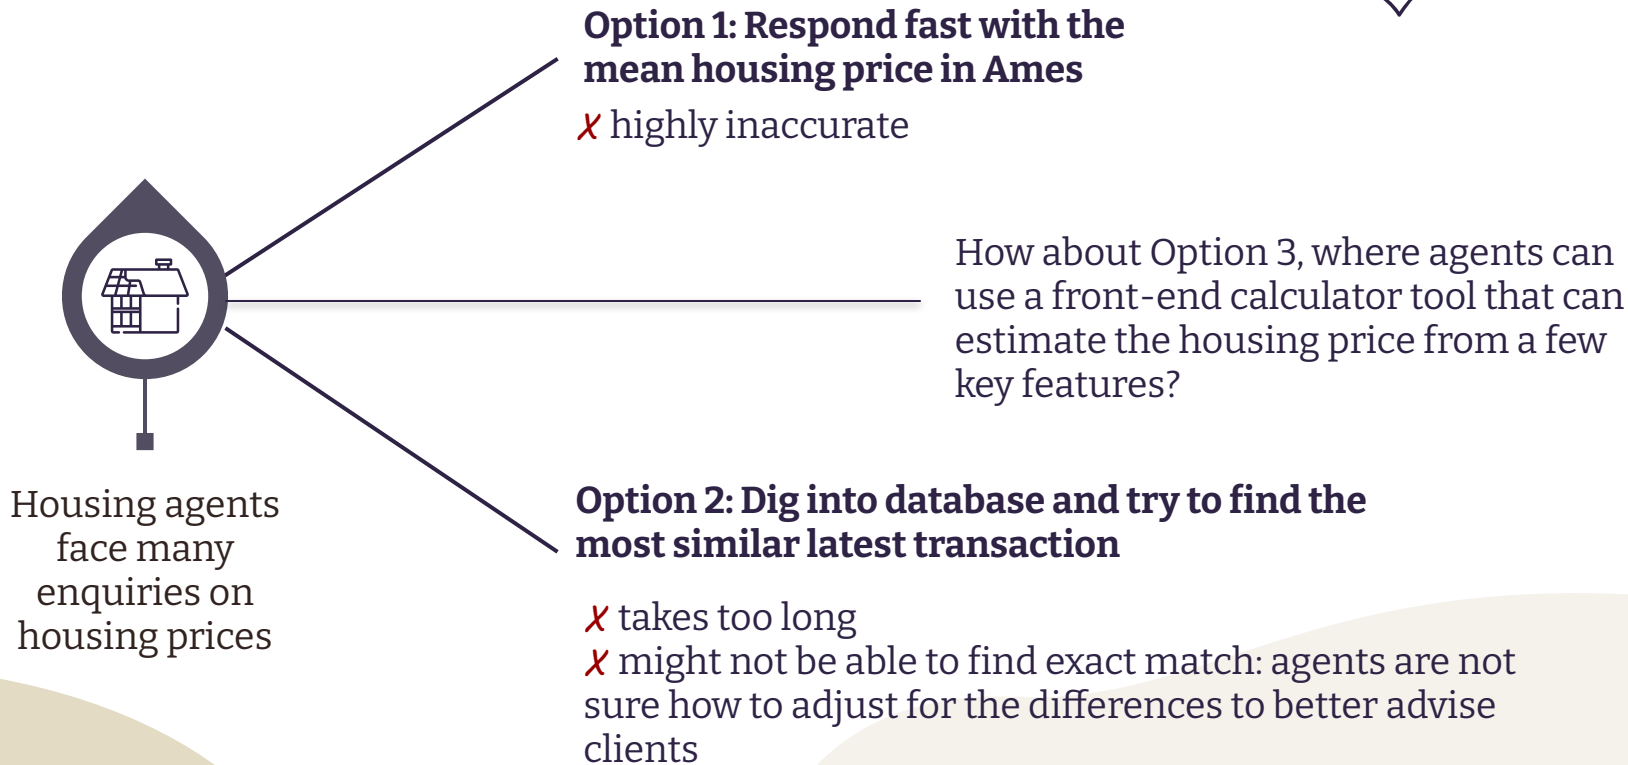 Option 1: Respond fast with the
mean housing price in Ames
✗ highly inaccurate
How about Option 3, where agents can
use a front-end calculator tool that can
estimate the housing price from a few
key features?
Housing agents
face many
enquiries on
housing prices
Option 2: Dig into database and try to find the
most similar latest transaction
✗ takes too long
✗ might not be able to find exact match: agents are not
sure how to adjust for the differences to better advise
clients